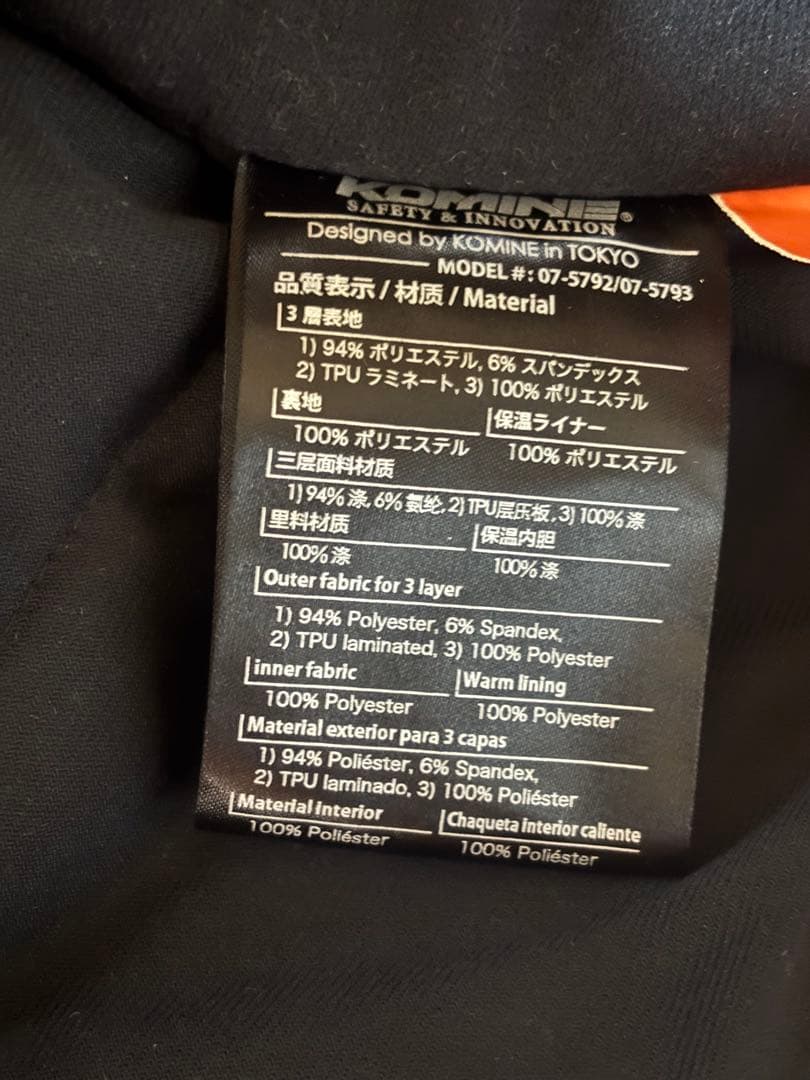 KOMINE®
SAFETY & INNOVATION
Designed by KOMINE in TOKYO
MODEL #: 07-5792/07-5793
品質表示 / 材质 / Material
3 層表地
1) 94% ポリエステル, 6% スパンデックス
2) TPU ラミネート, 3) 100% ポリエステル
裏地 保温ライナー
100% ポリエステル 100% ポリエステル
三层面料材质
1) 94% 涤, 6% 氨纶, 2) TPU层压板, 3) 100% 涤
里料材质 保温内胆
100% 涤 100% 涤
Outer fabric for 3 layer
1) 94% Polyester, 6% Spandex,
2) TPU laminated, 3) 100% Polyester
inner fabric Warm lining
100% Polyester 100% Polyester
Material exterior para 3 capas
1) 94% Poliéster, 6% Spandex,
2) TPU laminado, 3) 100% Poliéster
Material interior Chaqueta interior caliente
100% Poliéster 100% Poliéster